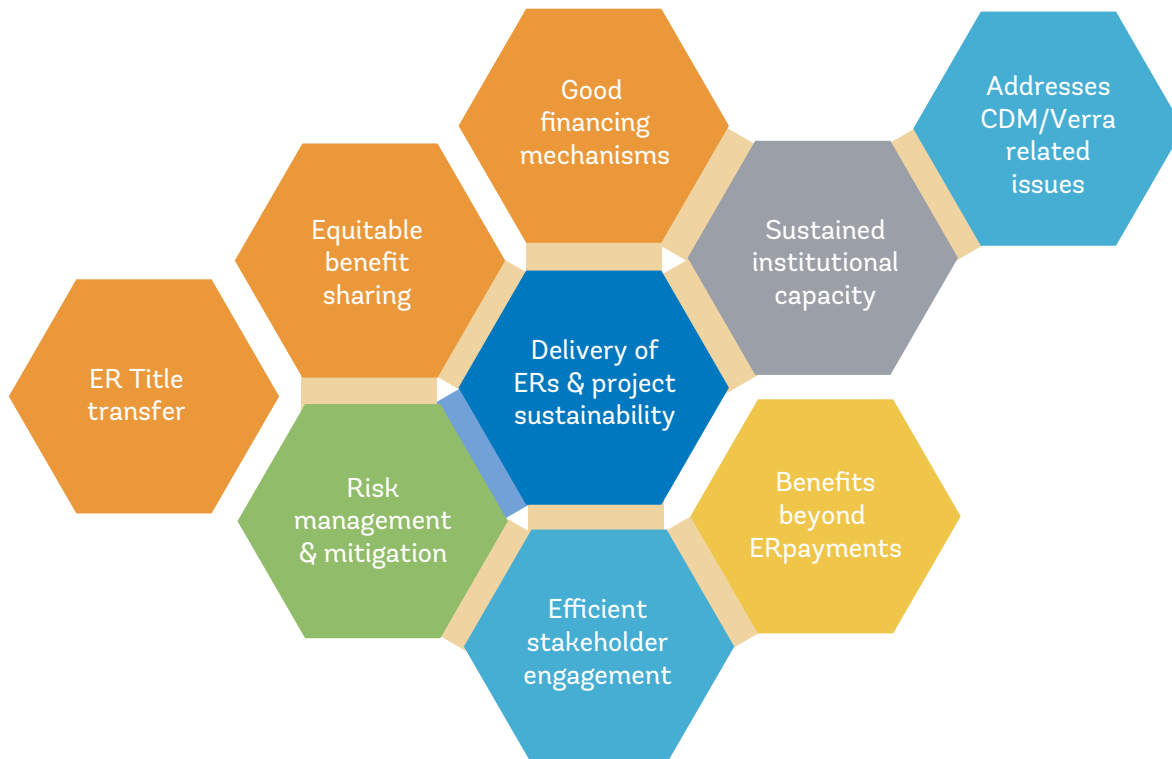 Good
financing
mechanisms
Addresses
CDM/Verra
related
issues
Equitable
benefit
sharing
Sustained
institutional
capacity
ER Title
transfer
Delivery of
ERs & project
sustainability
Risk
management
& mitigation
Benefits
beyond
ERpayments
Efficient
stakeholder
engagement